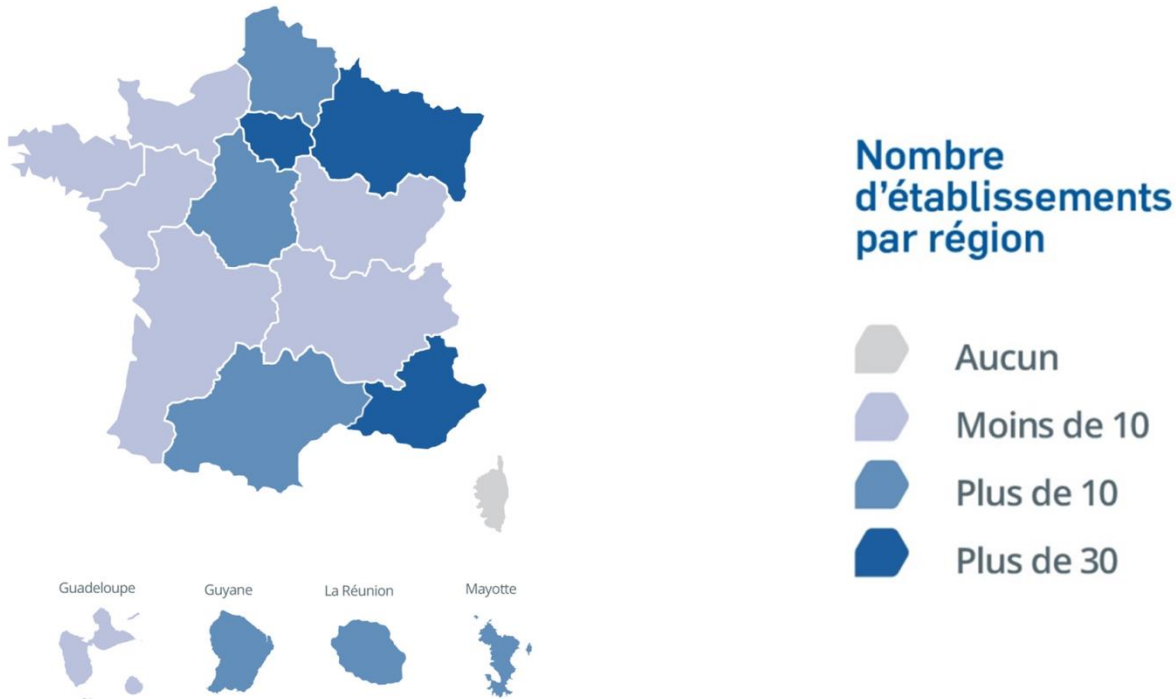 Nombre
d'établissements
par région
Aucun
Moins de 10
Plus de 10
Plus de 30
Guadeloupe
Guyane
La Réunion
Mayotte